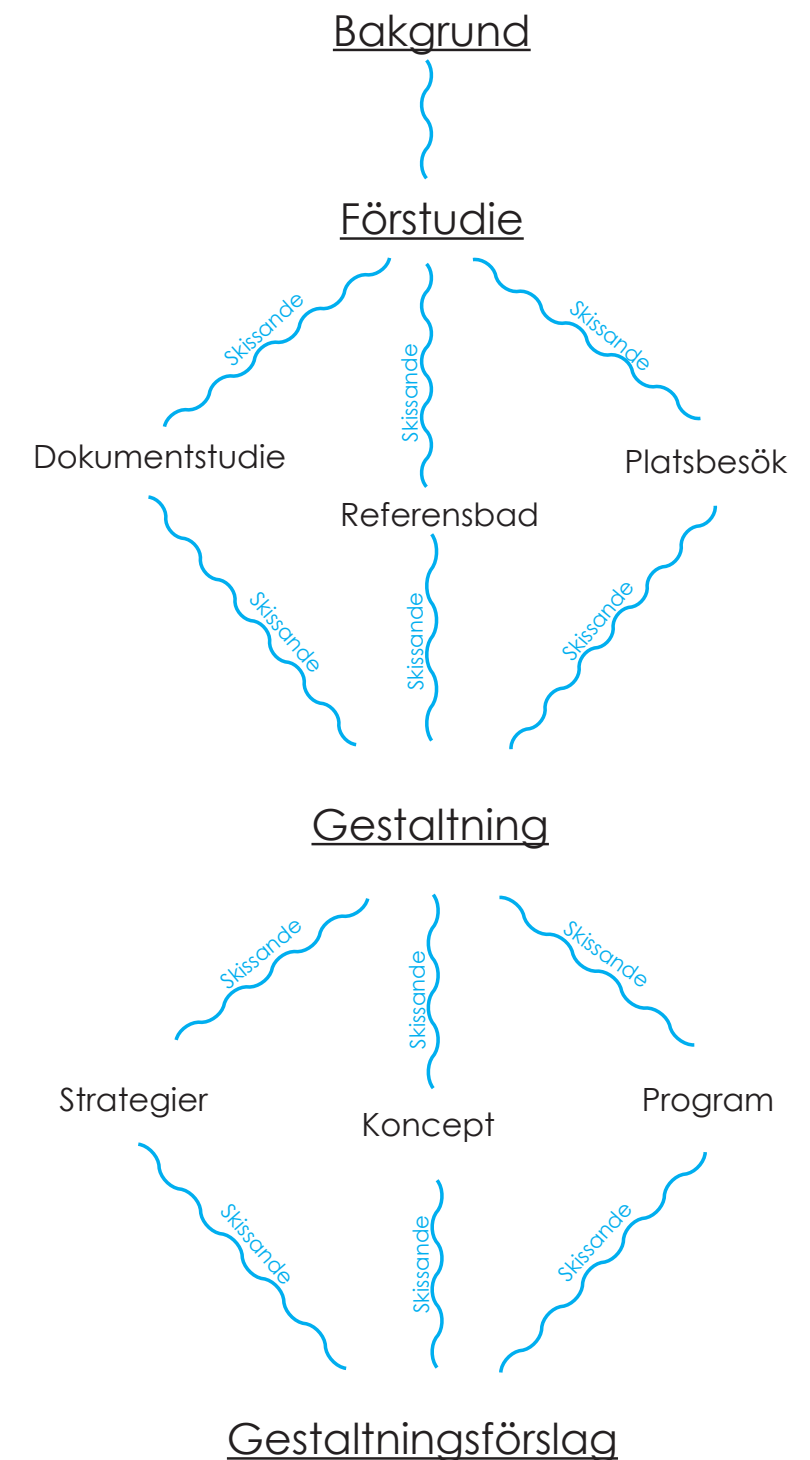 Bakgrund
Förstudie
Skissande
Skissande
Skissande
Dokumentstudie
Referensbad
Platsbesök
Skissande
Skissande
Skissande
Gestaltning
Skissande
Skissande
Skissande
Strategier
Koncept
Program
Skissande
Skissande
Skissande
Gestaltningsförslag